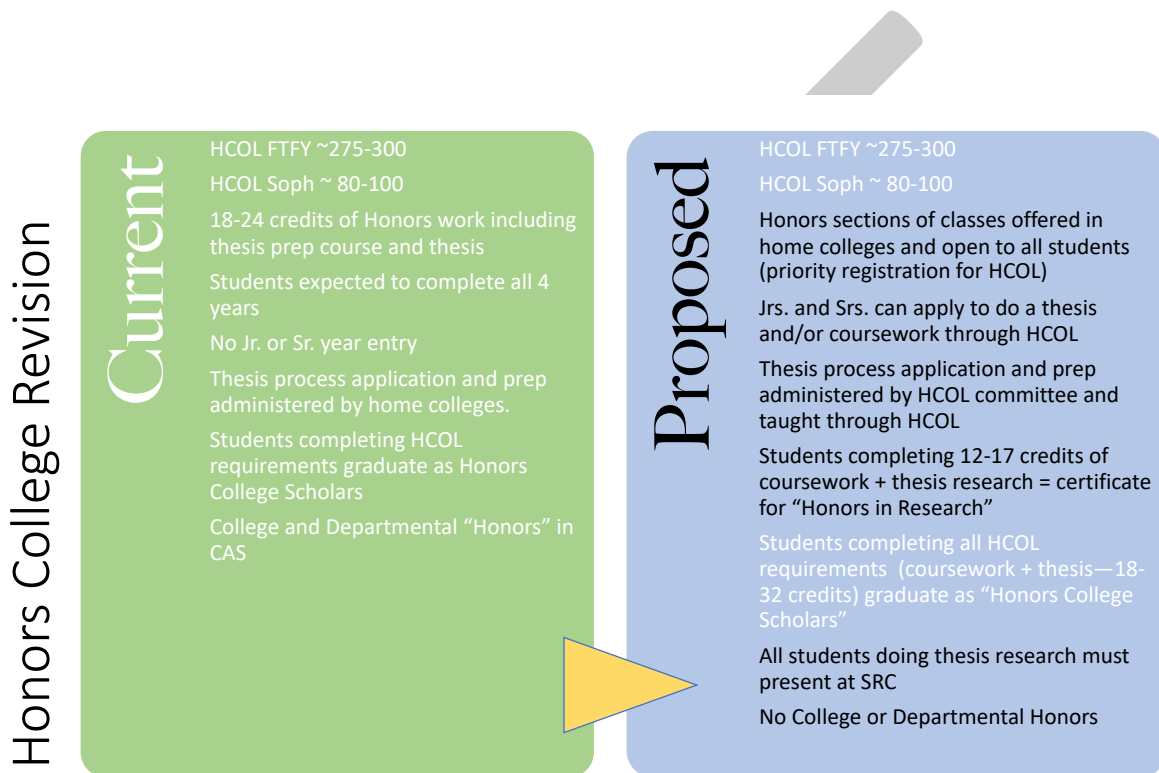 Honors College Revision
Current
HCOL FTFY ~275-300
HCOL Soph ~ 80-100
18-24 credits of Honors work including
thesis prep course and thesis
Students expected to complete all 4
years
No Jr. or Sr. year entry
Thesis process application and prep
administered by home colleges.
Students completing HCOL
requirements graduate as Honors
College Scholars
College and Departmental “Honors” in
CAS
Proposed
HCOL FTFY ~275-300
HCOL Soph ~ 80-100
Honors sections of classes offered in
home colleges and open to all students
(priority registration for HCOL)
Jrs. and Srs. can apply to do a thesis
and/or coursework through HCOL
Thesis process application and prep
administered by HCOL committee and
taught through HCOL
Students completing 12-17 credits of
coursework + thesis research = certificate
for “Honors in Research”
Students completing all HCOL
requirements (coursework + thesis—18-
32 credits) graduate as “Honors College
Scholars”
All students doing thesis research must
present at SRC
No College or Departmental Honors